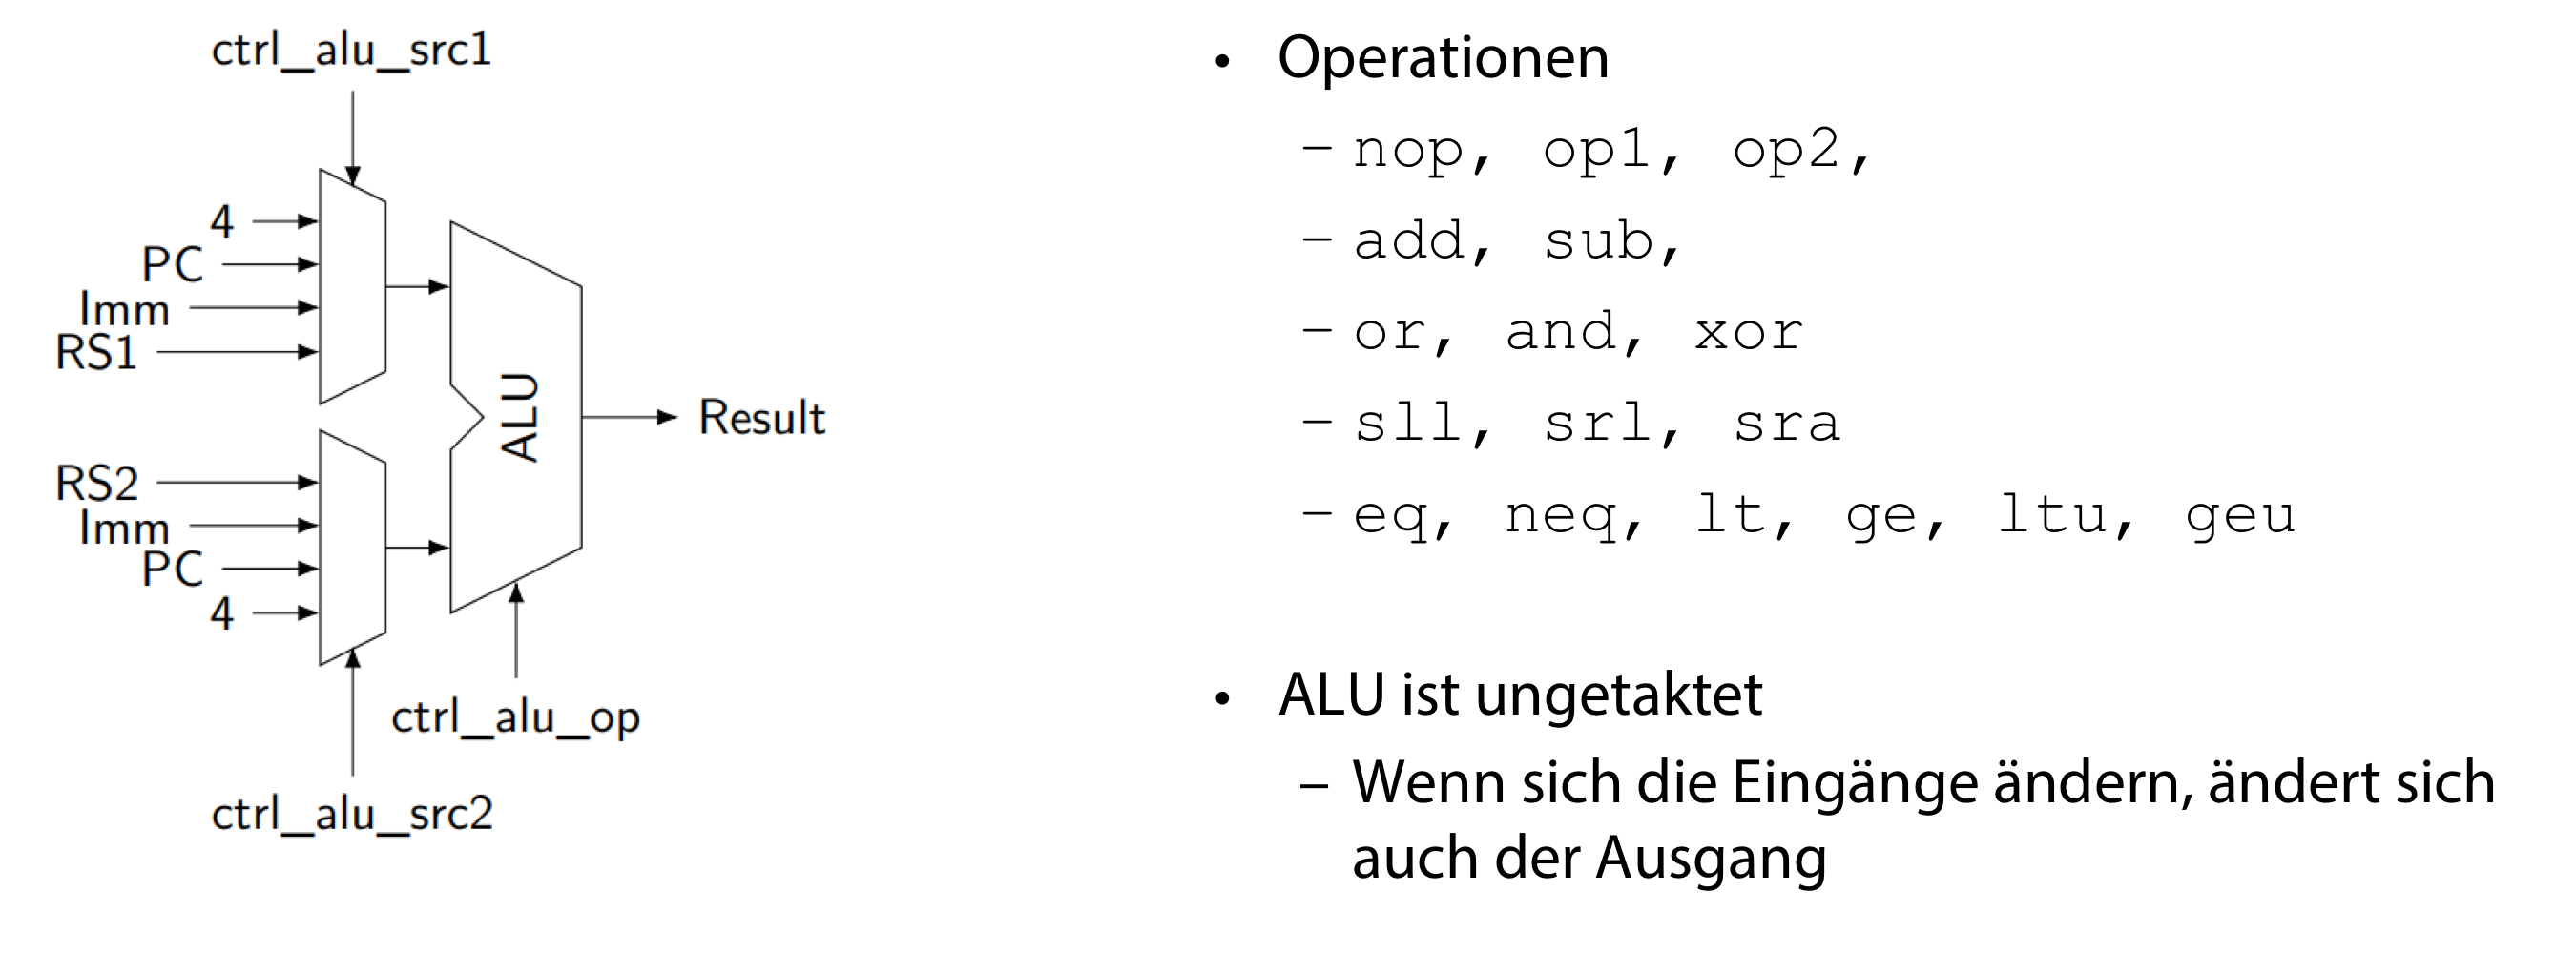 ctrl_alu_src1
4
PC
Imm
RS1
ALU
Result
RS2
Imm
PC
4
ctrl_alu_op
ctrl_alu_src2
• Operationen
– nop, op1, op2,
– add, sub,
– or, and, xor
– sll, srl, sra
– eq, neq, lt, ge, ltu, geu
• ALU ist ungetaktet
– Wenn sich die Eingänge ändern, ändert sich
auch der Ausgang